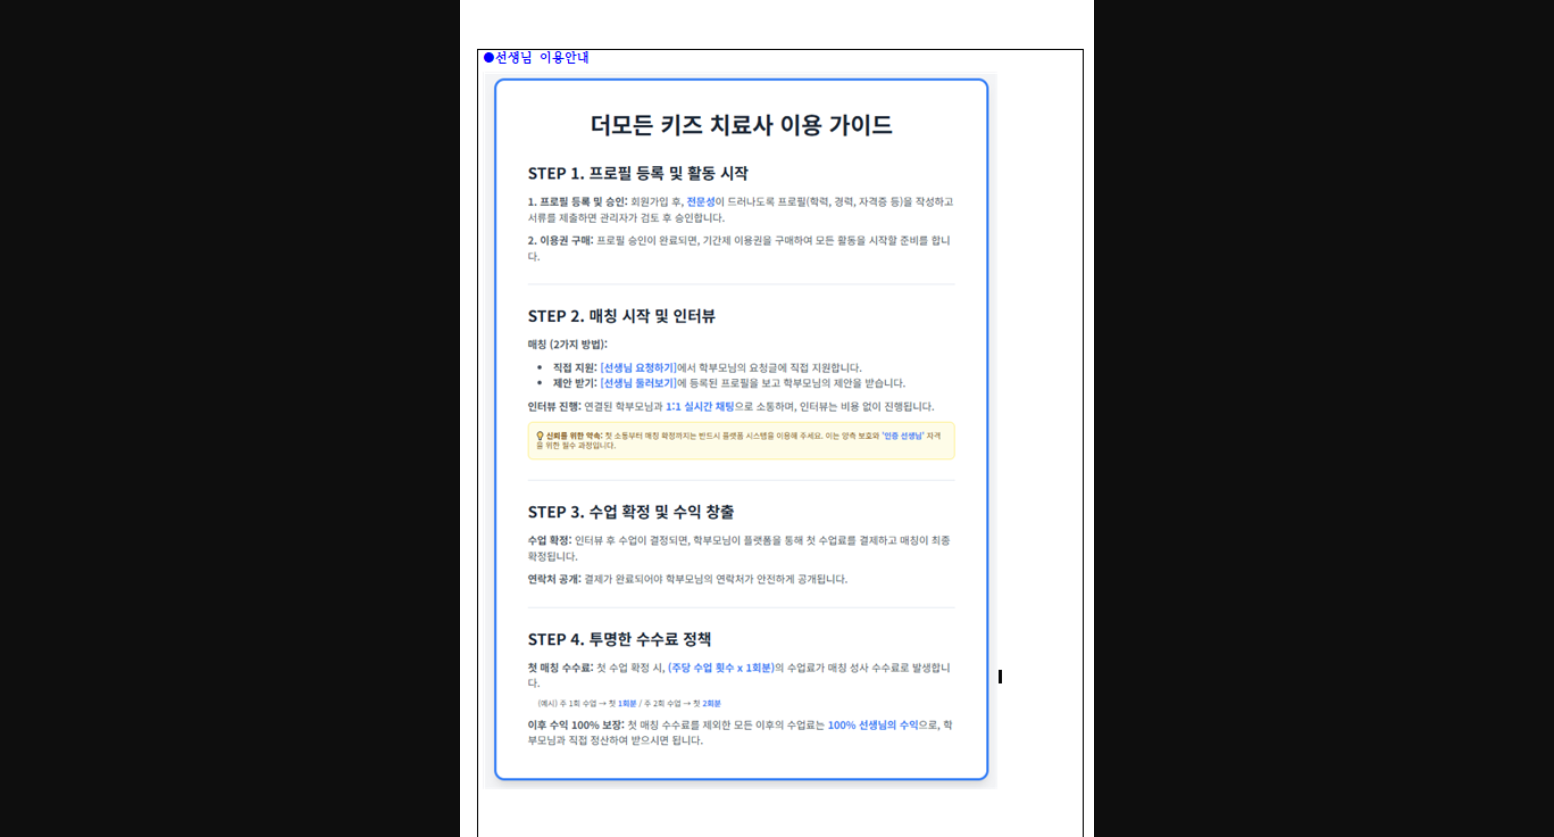 ●선생님 이용안내
더모든 키즈 치료사 이용 가이드
STEP 1. 프로필 등록 및 활동 시작
1. 프로필 등록 및 승인: 회원가입 후, 전문성이 드러나도록 프로필(학력, 경력, 자격증 등)을 작성하고
서류를 제출하면 관리자가 검토 후 승인합니다.
2. 이용권 구매: 프로필 승인이 완료되면, 기간제 이용권을 구매하여 모든 활동을 시작할 준비를 합니
다.
STEP 2. 매칭 시작 및 인터뷰
매칭 (2가지 방법):
• 직접 지원: [선생님 요청하기]에서 학부모님의 요청글에 직접 지원합니다.
• 제안 받기: [선생님 둘러보기]에 등록된 프로필을 보고 학부모님의 제안을 받습니다.
인터뷰 진행: 연결된 학부모님과 1:1 실시간 채팅으로 소통하며, 인터뷰는 비용 없이 진행됩니다.
신뢰를 위한 약속: 첫 소통부터 매칭 확정까지는 반드시 플랫폼 시스템을 이용해 주세요. 이는 양측 보호와 '인증 선생님' 자격
을 위한 필수 과정입니다.
STEP 3. 수업 확정 및 수익 창출
수업 확정: 인터뷰 후 수업이 결정되면, 학부모님이 플랫폼을 통해 첫 수업료를 결제하고 매칭이 최종
확정됩니다.
연락처 공개: 결제가 완료되어야 학부모님의 연락처가 안전하게 공개됩니다.
STEP 4. 투명한 수수료 정책
첫 매칭 수수료: 첫 수업 확정 시, (주당 수업 횟수 x 1회분)의 수업료가 매칭 성사 수수료로 발생합니
다.
(예시) 주 1회 수업 → 첫 1회분 / 주 2회 수업 → 첫 2회분
이후 수익 100% 보장: 첫 매칭 수수료를 제외한 모든 이후의 수업료는 100% 선생님의 수익으로, 학
부모님과 직접 정산하여 받으시면 됩니다.